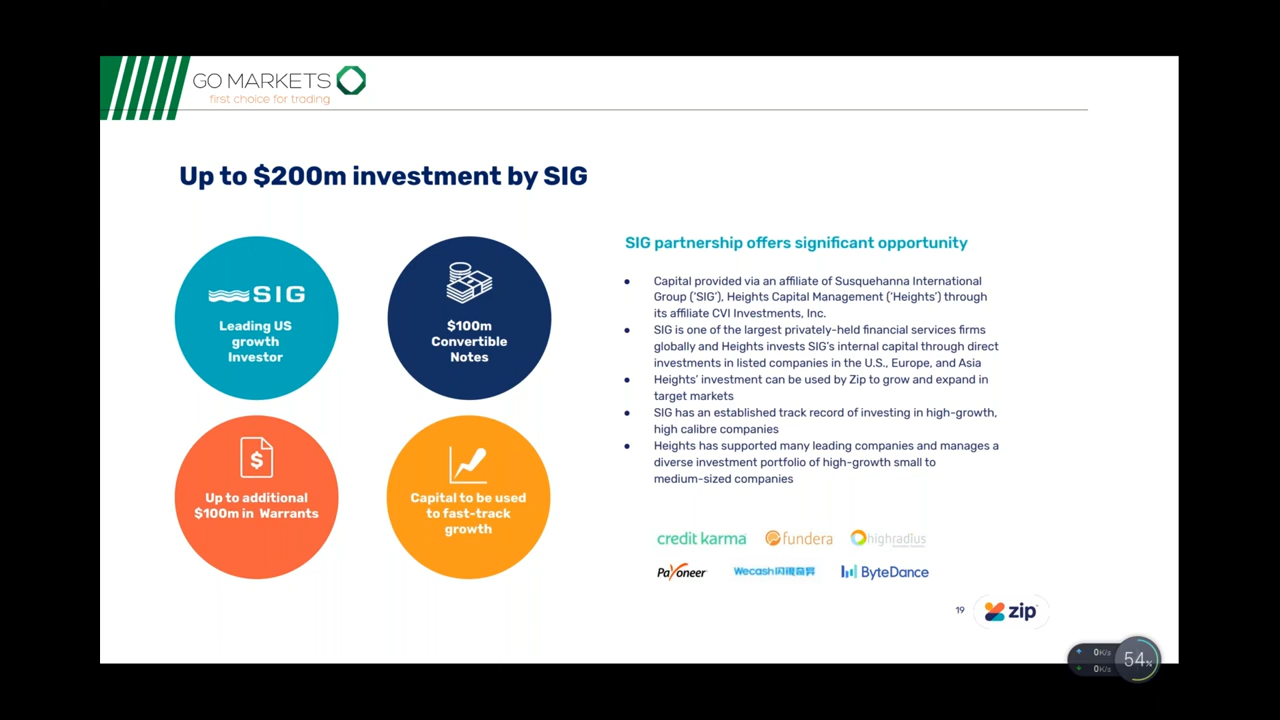 GO MARKETS
first choice for trading
Up to $200m investment by SIG
SIG
Leading US
growth
Investor
$100m
Convertible
Notes
$
Up to additional
$100m in Warrants
Capital to be used
to fast-track
growth
SIG partnership offers significant opportunity
Capital provided via an affiliate of Susquehanna International
Group ('SIG'), Heights Capital Management ('Heights') through
its affiliate CVI Investments, Inc.
SIG is one of the largest privately-held financial services firms
globally and Heights invests SIG's internal capital through direct
investments in listed companies in the U.S., Europe, and Asia
Heights' investment can be used by Zip to grow and expand in
target markets
SIG has an established track record of investing in high-growth,
high calibre companies
Heights has supported many leading companies and manages a
diverse investment portfolio of high-growth small to
medium-sized companies
credit karma
fundera
highradius
Payoneer
Wecash闪银奇异
ByteDance
19
zip
0K/s
0K/s
54%